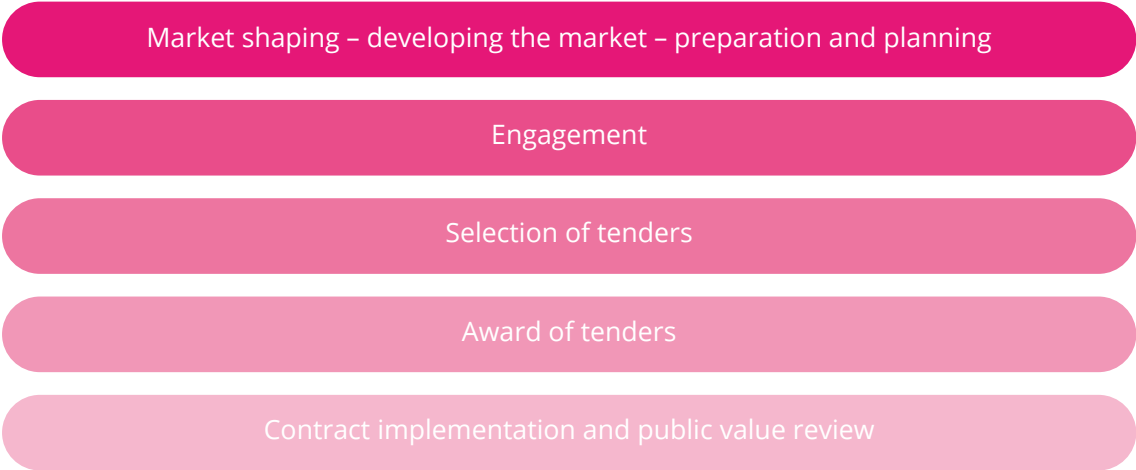 Market shaping – developing the market – preparation and planning
Engagement
Selection of tenders
Award of tenders
Contract implementation and public value review